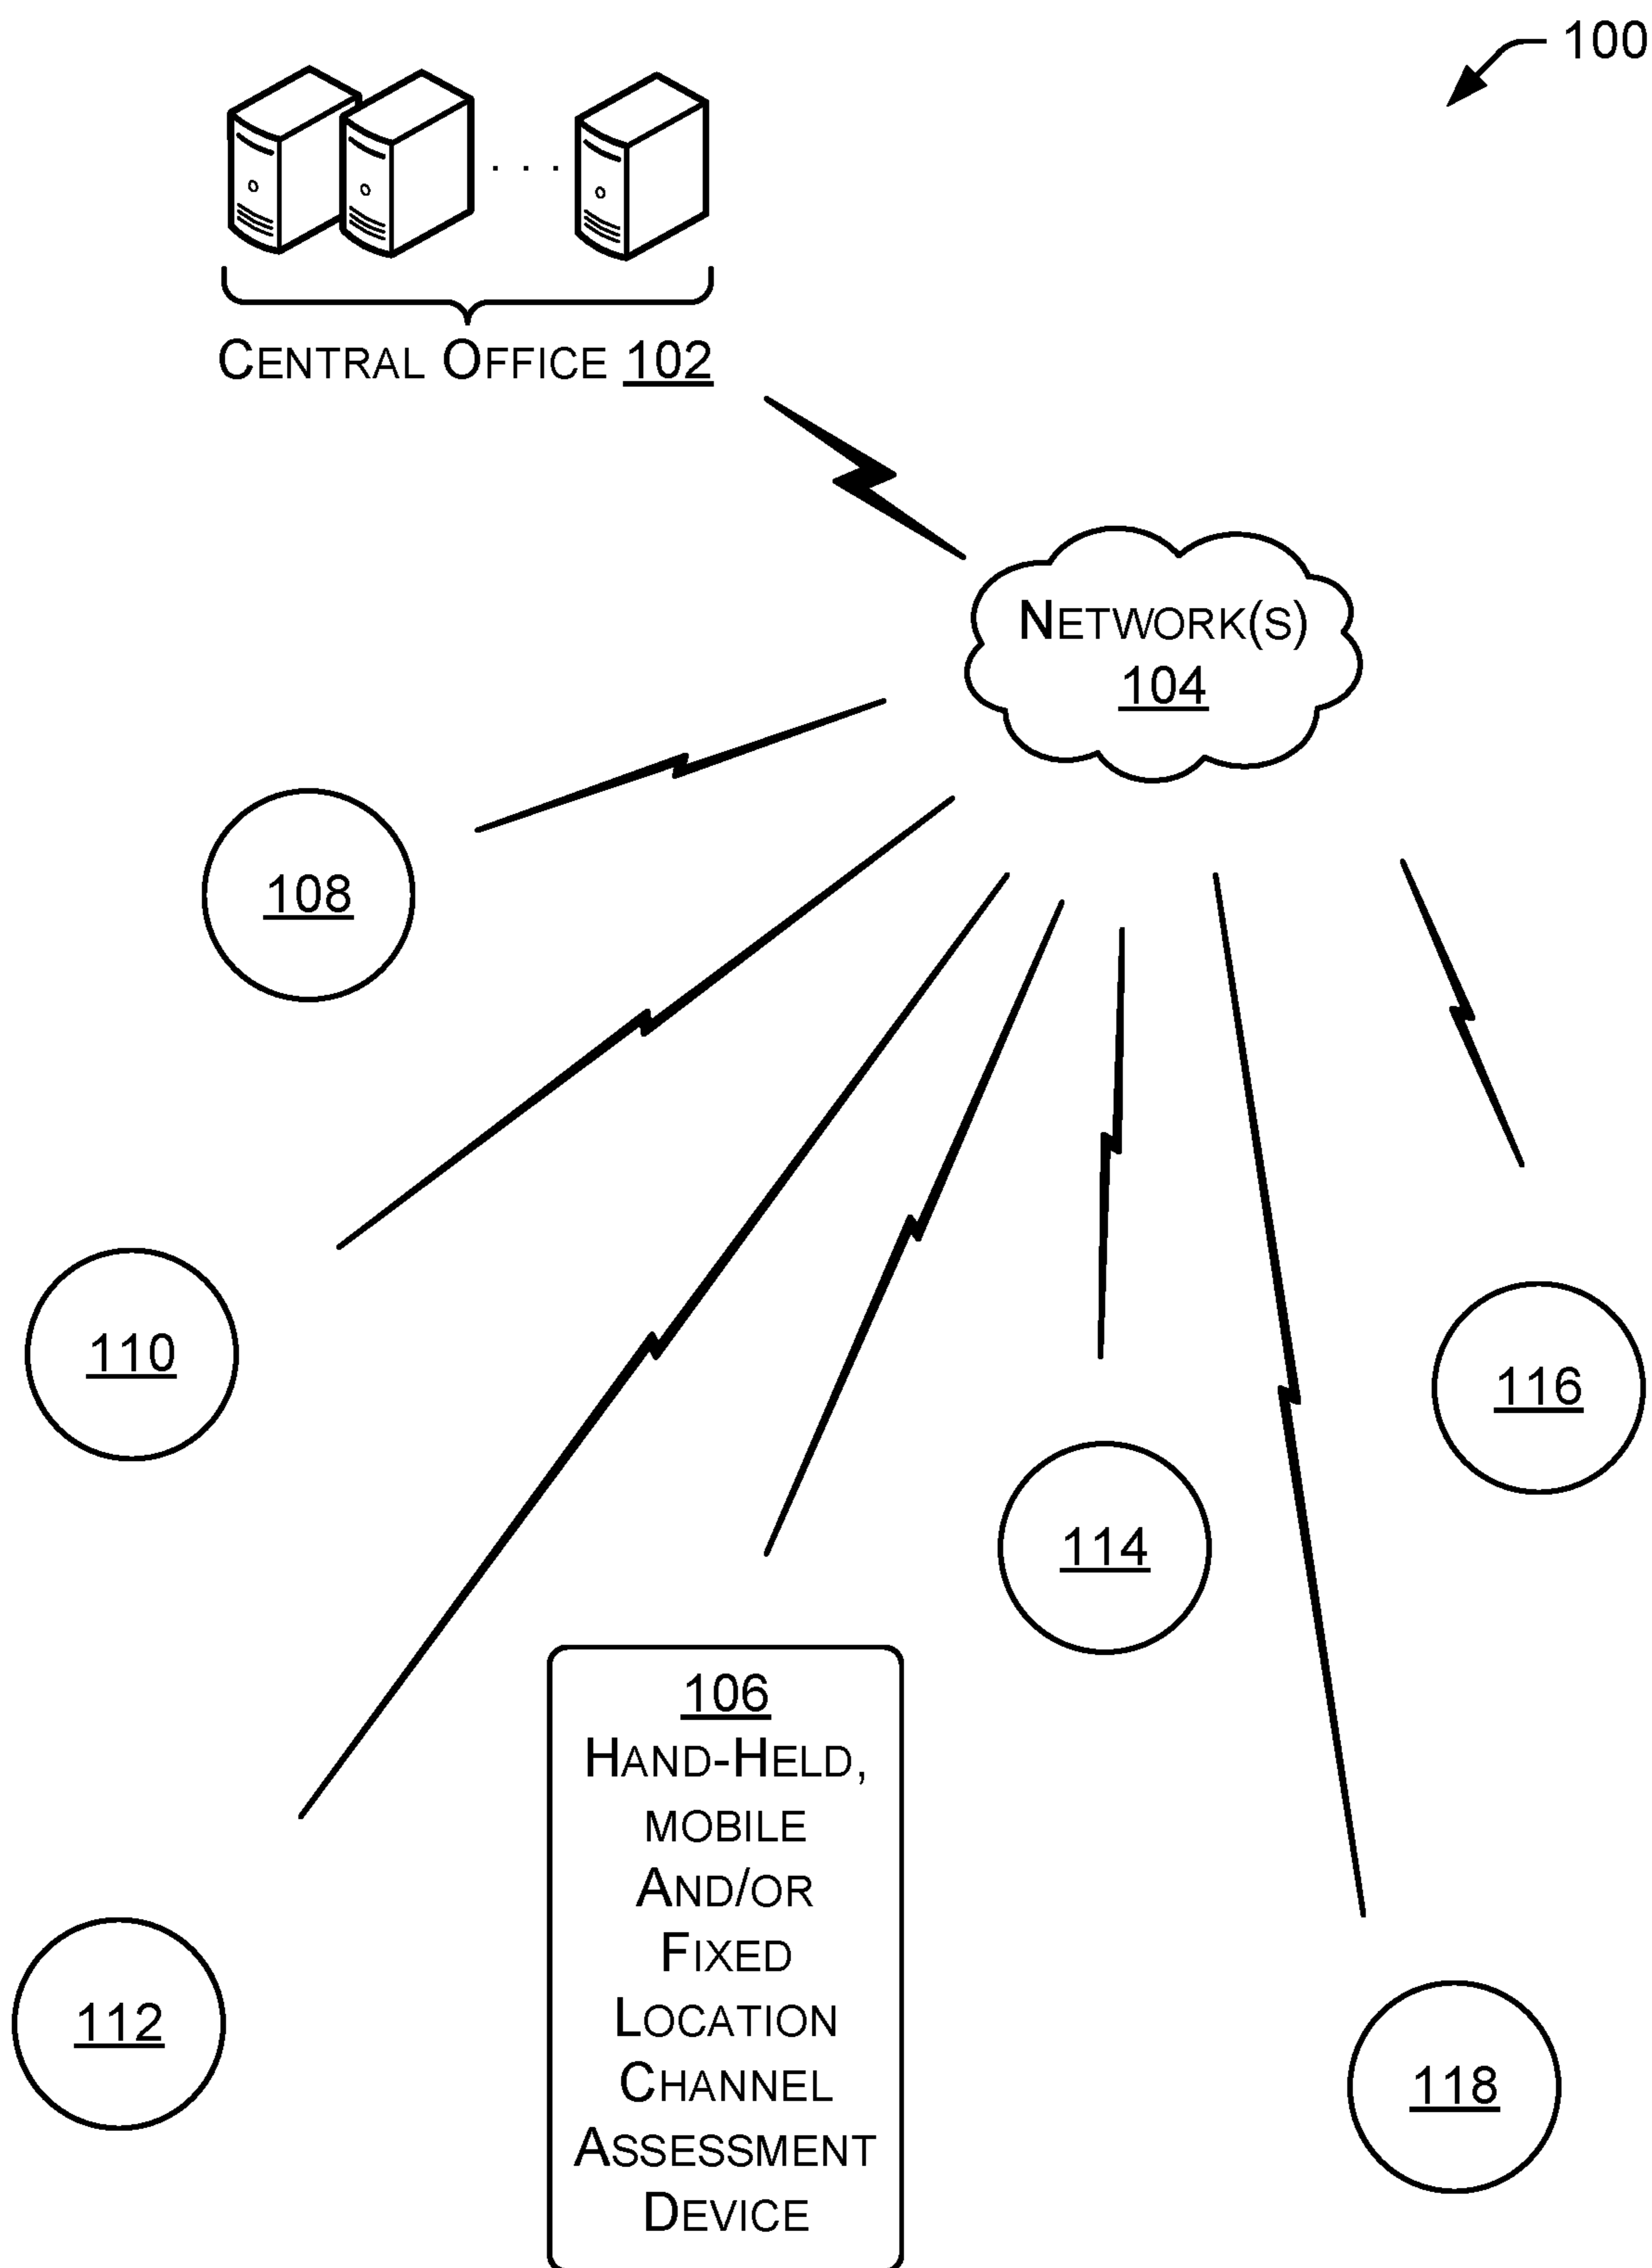 100
CENTRAL OFFICE 102
NETWORK(S)
104
108
110
116
114
106
HAND-HELD,
MOBILE
AND/OR
FIXED
LOCATION
CHANNEL
ASSESSMENT
DEVICE
112
118